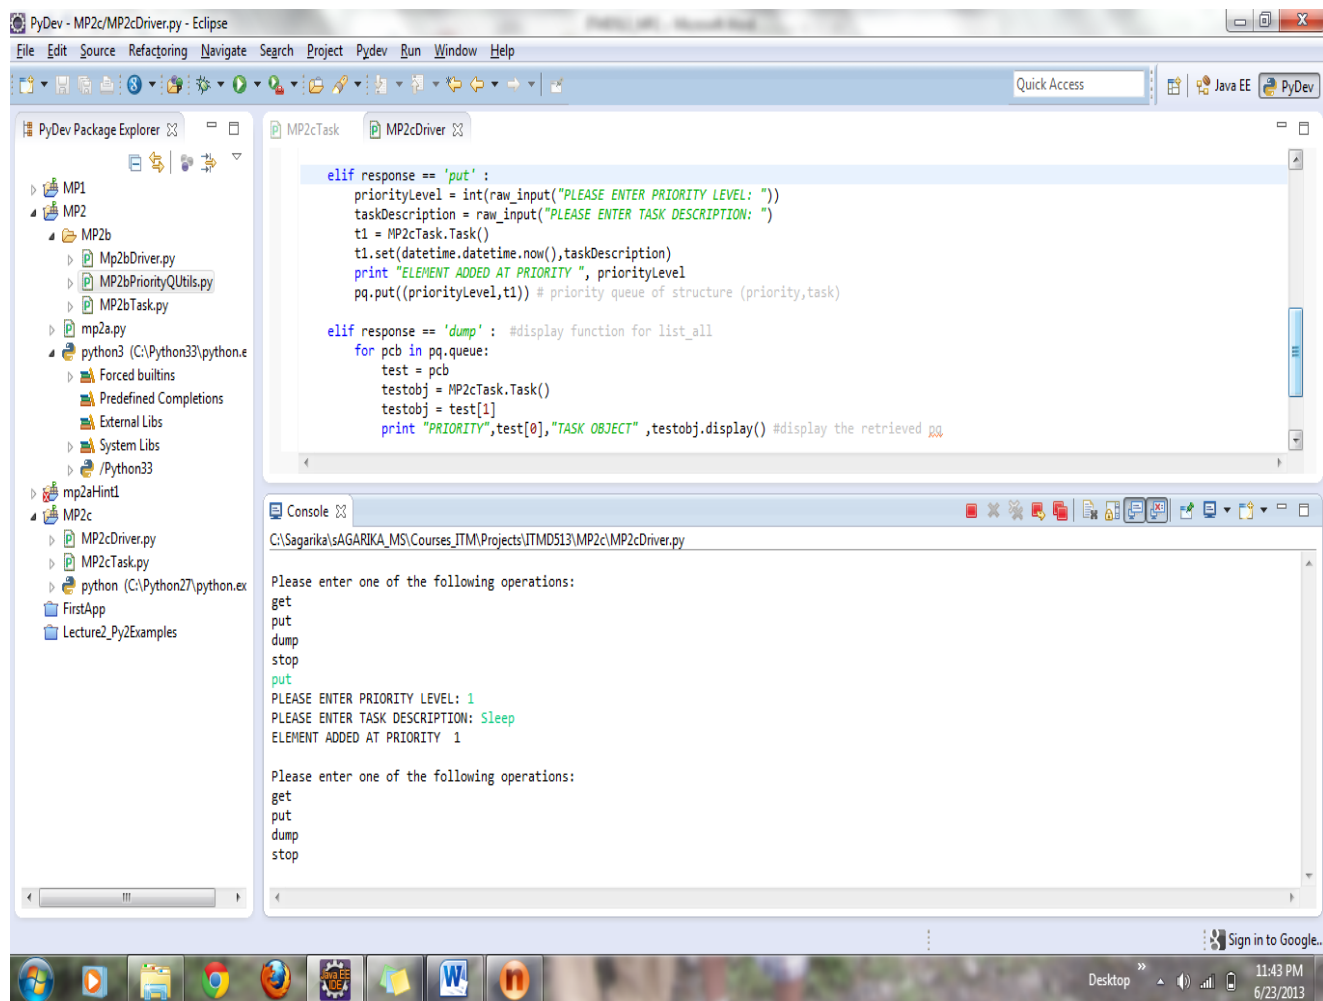 PyDev - MP2c/MP2cDriver.py - Eclipse
File Edit Source Refactoring Navigate Search Project Pydev Run Window Help
Quick Access
Java EE
PyDev
PyDev Package Explorer
MP1
MP2
MP2b
Mp2bDriver.py
MP2bPriorityQUtils.py
MP2bTask.py
mp2a.py
python3 (C:\Python33\python.e
Forced builtins
Predefined Completions
External Libs
System Libs
/Python33
mp2aHint1
MP2c
MP2cDriver.py
MP2cTask.py
python (C:\Python27\python.ex
FirstApp
Lecture2_Py2Examples
MP2cTask
MP2cDriver
elif response == 'put' :
priorityLevel = int(raw_input("PLEASE ENTER PRIORITY LEVEL: "))
taskDescription = raw_input("PLEASE ENTER TASK DESCRIPTION: ")
t1 = MP2cTask.Task()
t1.set(datetime.datetime.now(),taskDescription)
print "ELEMENT ADDED AT PRIORITY ", priorityLevel
pq.put((priorityLevel,t1)) # priority queue of structure (priority,task)
elif response == 'dump' : #display function for list_all
for pcb in pq.queue:
test = pcb
testobj = MP2cTask.Task()
testobj = test[1]
print "PRIORITY",test[0],"TASK OBJECT" ,testobj.display() #display the retrieved pq
Console
C:\Sagarika\sAGARIKA_MS\Courses_ITM\Projects\ITMD513\MP2c\MP2cDriver.py
Please enter one of the following operations:
get
put
dump
stop
put
PLEASE ENTER PRIORITY LEVEL: 1
PLEASE ENTER TASK DESCRIPTION: Sleep
ELEMENT ADDED AT PRIORITY  1
Please enter one of the following operations:
get
put
dump
stop
Sign in to Google...
Java EE
IDE
W
n
Desktop
11:43 PM
6/23/2013